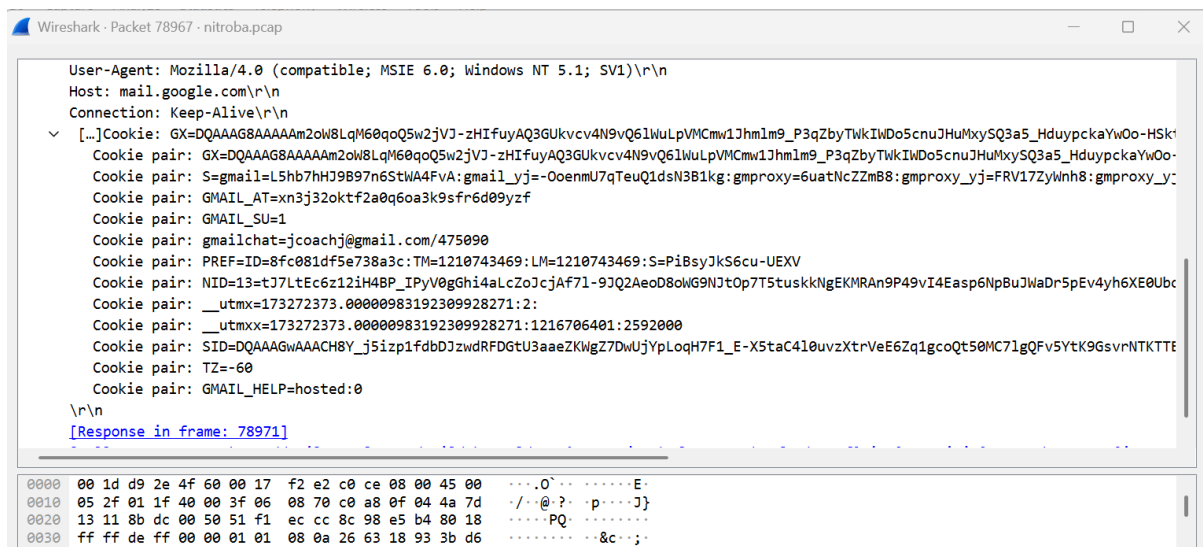 Wireshark · Packet 78967 · nitroba.pcap
User-Agent: Mozilla/4.0 (compatible; MSIE 6.0; Windows NT 5.1; SV1)\r\n
Host: mail.google.com\r\n
Connection: Keep-Alive\r\n
[…]Cookie: GX=DQAAAG8AAAAAm2oW8LqM60qoQ5w2jVJ-zHIfuyAQ3GUkvcv4N9vQ6lWuLpVMCmw1Jhmlm9_P3qZbyTWkIWDo5cnuJHuMxySQ3a5_HduypckaYwOo-HSk
Cookie pair: GX=DQAAAG8AAAAAm2oW8LqM60qoQ5w2jVJ-zHIfuyAQ3GUkvcv4N9vQ6lWuLpVMCmw1Jhmlm9_P3qZbyTWkIWDo5cnuJHuMxySQ3a5_HduypckaYwOo-
Cookie pair: S=gmail=L5hb7hHJ9B97n6StWA4FvA:gmail_yj=-OoenmU7qTeuQ1dsN3B1kg:gmproxy=6uatNcZZmB8:gmproxy_yj=FRV17ZyWnh8:gmproxy_y
Cookie pair: GMAIL_AT=xn3j32oktf2a0q6oa3k9sfr6d09yzf
Cookie pair: GMAIL_SU=1
Cookie pair: gmailchat=jcoachj@gmail.com/475090
Cookie pair: PREF=ID=8fc081df5e738a3c:TM=1210743469:LM=1210743469:S=PiBsyJkS6cu-UEXV
Cookie pair: NID=13=tJ7LtEc6z12iH4BP_IPyV0gGhi4aLcZoJcjAf7l-9JQ2AeoD8oWG9NJtOp7T5tuskkNgEKMRAn9P49vI4Easp6NpBuJWaDr5pEv4yh6XE0Ub
Cookie pair: __utmx=173272373.00000983192309928271:2:
Cookie pair: __utmxx=173272373.00000983192309928271:1216706401:2592000
Cookie pair: SID=DQAAAGwAAACH8Y_j5izp1fdbDJzwdRFDGtU3aaeZKWgZ7DwUjYpLoqH7F1_E-X5taC4l0uvzXtrVeE6Zq1gcoQt50MC7lgQFv5YtK9GsvrNTKTT
Cookie pair: TZ=-60
Cookie pair: GMAIL_HELP=hosted:0
\r\n
[Response in frame: 78971]
0000 00 1d d9 2e 4f 60 00 17 f2 e2 c0 ce 08 00 45 00 ···.O`·· ······E·
0010 05 2f 01 1f 40 00 3f 06 08 70 c0 a8 0f 04 4a 7d ·/··@·?· ·p····J}
0020 13 11 8b dc 00 50 51 f1 ec cc 8c 98 e5 b4 80 18 ·····PQ· ········
0030 ff ff de ff 00 00 01 01 08 0a 26 63 18 93 3b d6 ········ ··&c··;·